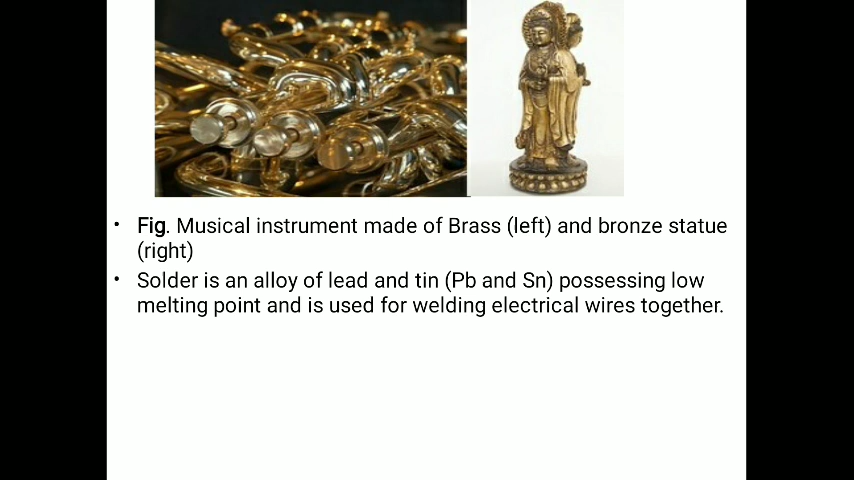 • Fig. Musical instrument made of Brass (left) and bronze statue
(right)
• Solder is an alloy of lead and tin (Pb and Sn) possessing low
melting point and is used for welding electrical wires together.